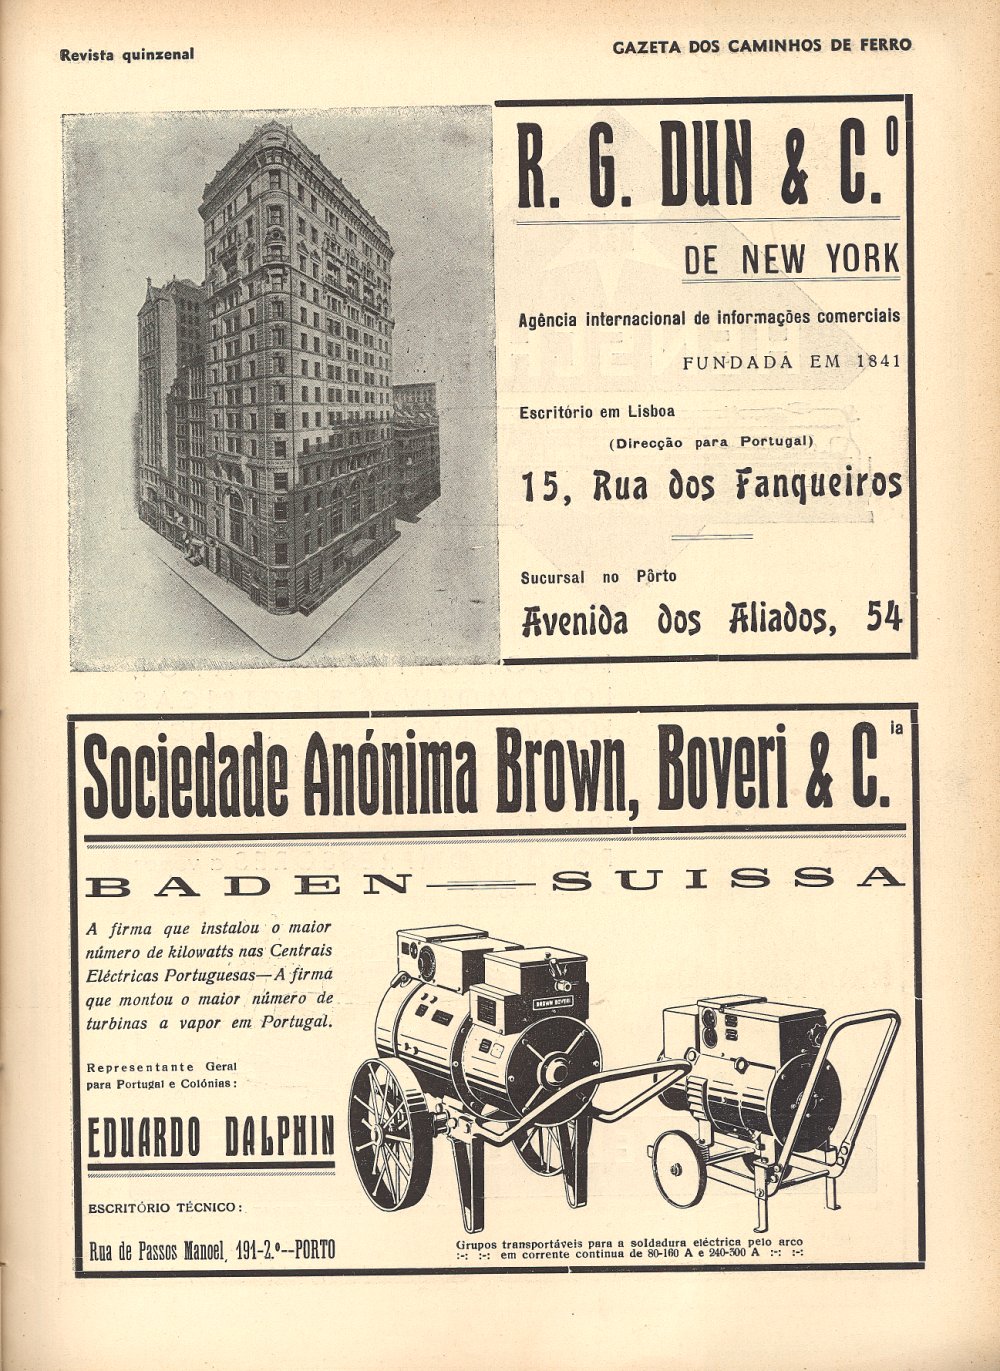 Revista quinzenal
GAZETA DOS CAMINHOS DE FERRO
R. G. DUN & C.º
DE NEW YORK
Agência internacional de informações comerciais
FUNDADA EM 1841
Escritório em Lisboa
(Direcção para Portugal)
15, Rua dos Fanqueiros
Sucursal no Pôrto
Avenida dos Aliados, 54
Sociedade Anónima Brown, Boveri & C.ia
BADEN — SUISSA
A firma que instalou o maior
número de kilowatts nas Centrais
Eléctricas Portuguesas—A firma
que montou o maior número de
turbinas a vapor em Portugal.
Representante Geral
para Portugal e Colónias:
EDUARDO DALPHIN
ESCRITÓRIO TÉCNICO:
Rua de Passos Manoel, 191-2.º--PORTO
BROWN BOVERI
Grupos transportáveis para a soldadura eléctrica pelo arco
:-: :-: em corrente continua de 80-160 A e 240-300 A :-: :-: